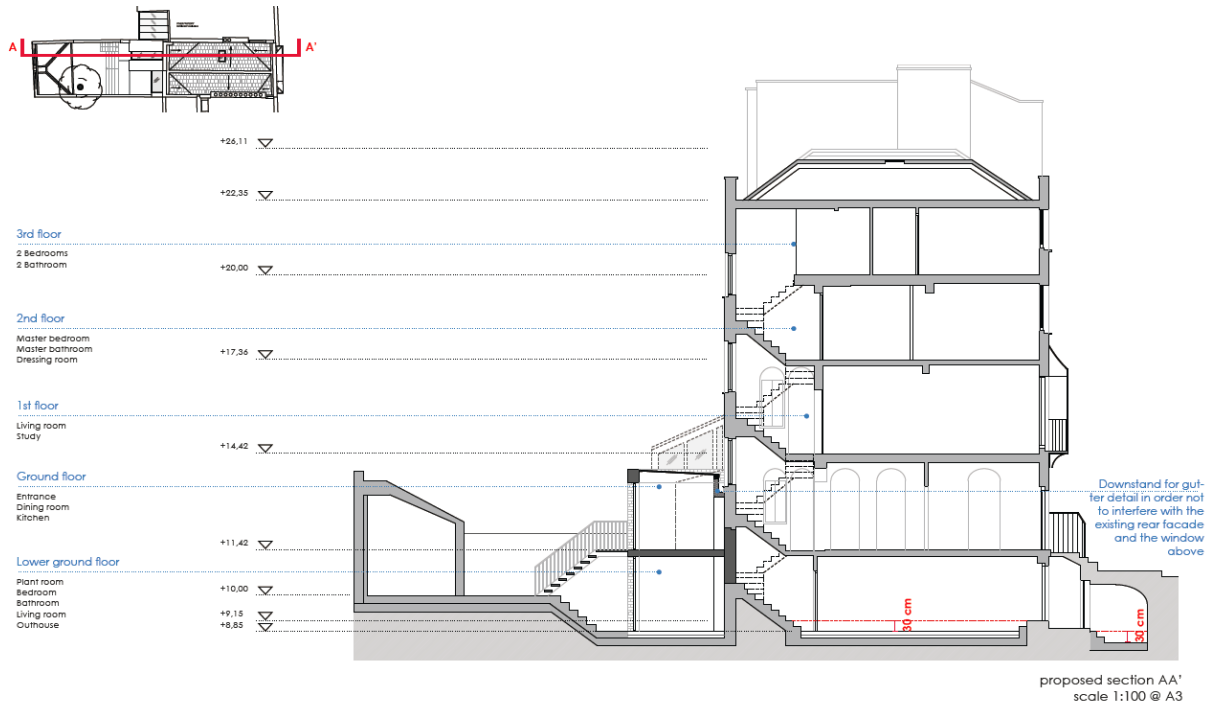 A
A'
+26,11
+22,35
3rd floor
2 Bedrooms
2 Bathroom
+20,00
2nd floor
Master bedroom
Master bathroom
Dressing room
+17,36
1st floor
Living room
Study
+14,42
Ground floor
Entrance
Dining room
Kitchen
Downstand for gut-
ter detail in order not
to interfere with the
existing rear facade
and the window
above
+11,42
Lower ground floor
Plant room
Bedroom
Bathroom
Living room
Outhouse
+10,00
+9,15
+8,85
30 cm
30 cm
proposed section AA'
scale 1:100 @ A3